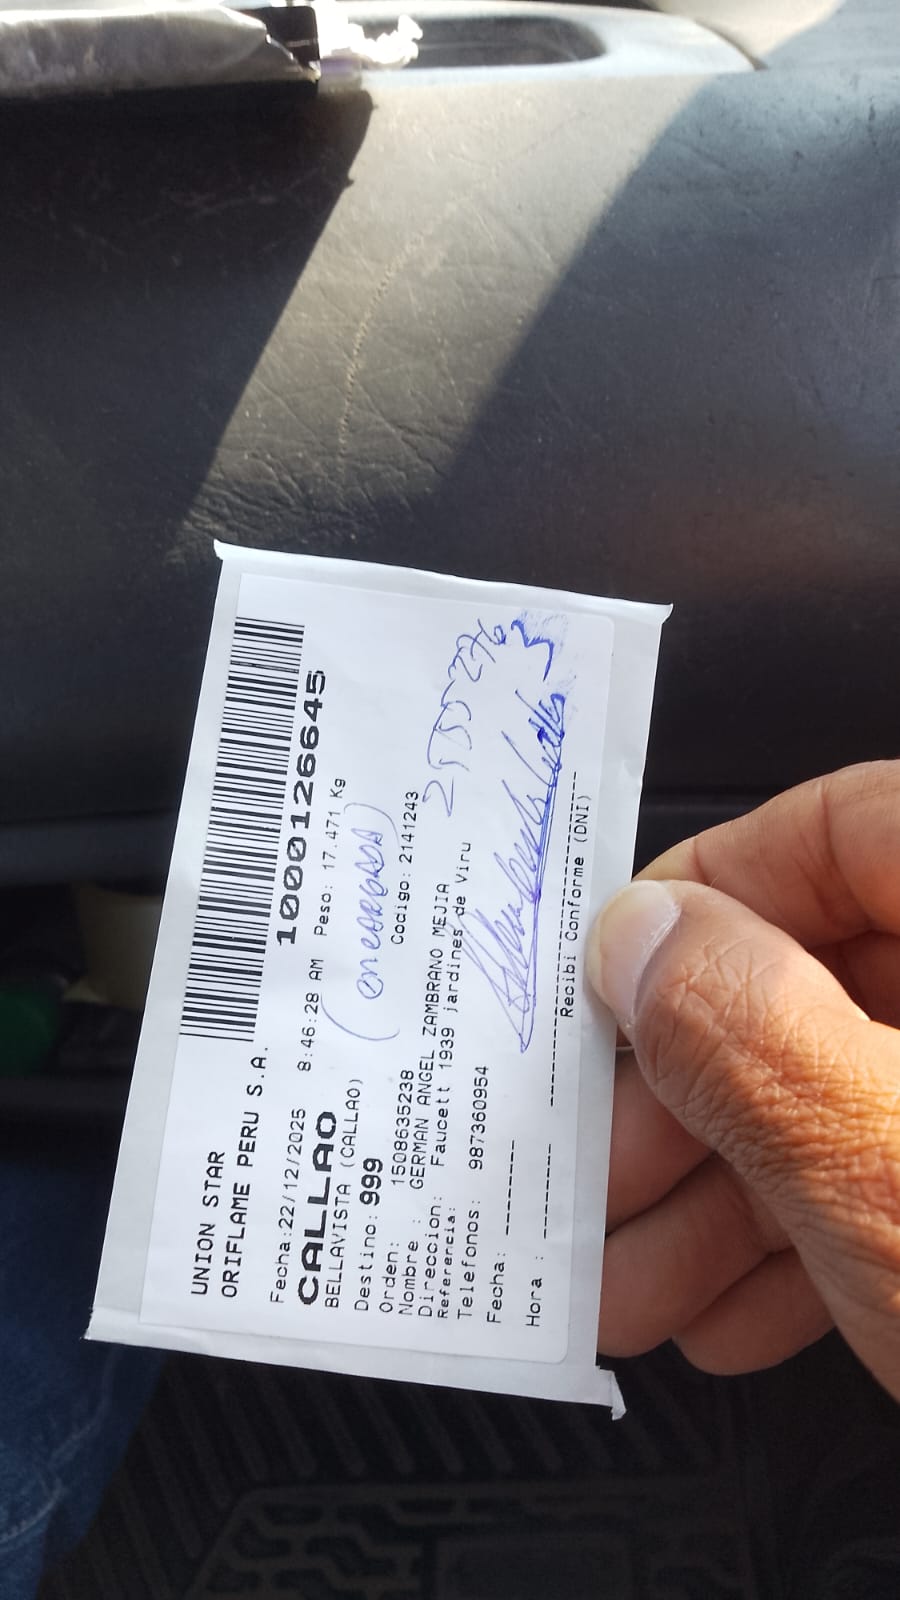 UNION STAR
ORIFLAME PERU S.A.
1000126645
Fecha:22/12/2025 8:46:28 AM Peso: 17.471 Kg
CALLAO
BELLAVISTA (CALLAO)
Destino: 999
Orden: 1508635238 Codigo: 2141243
Nombre : GERMAN ANGEL ZAMBRANO MEJIA
Direccion: Faucett 1939 jardines de Viru
Referencia:
Telefonos: 987360954
Fecha: --------
Hora : --------
Recibi Conforme (DNI)